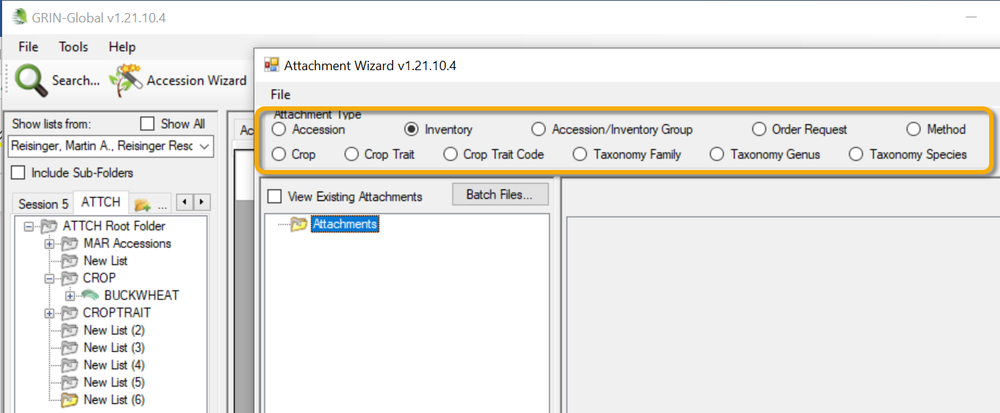 GRIN-Global v1.21.10.4
File Tools Help
Search... Accession Wizard
Show lists from: Show All
Reisinger, Martin A., Reisinger Resc
Include Sub-Folders
Session 5 ATTCH ...
ATTCH Root Folder
MAR Accessions
New List
CROP
BUCKWHEAT
CROPTRAIT
New List (2)
New List (3)
New List (4)
New List (5)
New List (6)
Ac
Attachment Wizard v1.21.10.4
File
Attachment Type
Accession Inventory Accession/Inventory Group Order Request Method
Crop Crop Trait Crop Trait Code Taxonomy Family Taxonomy Genus Taxonomy Species
View Existing Attachments Batch Files...
Attachments